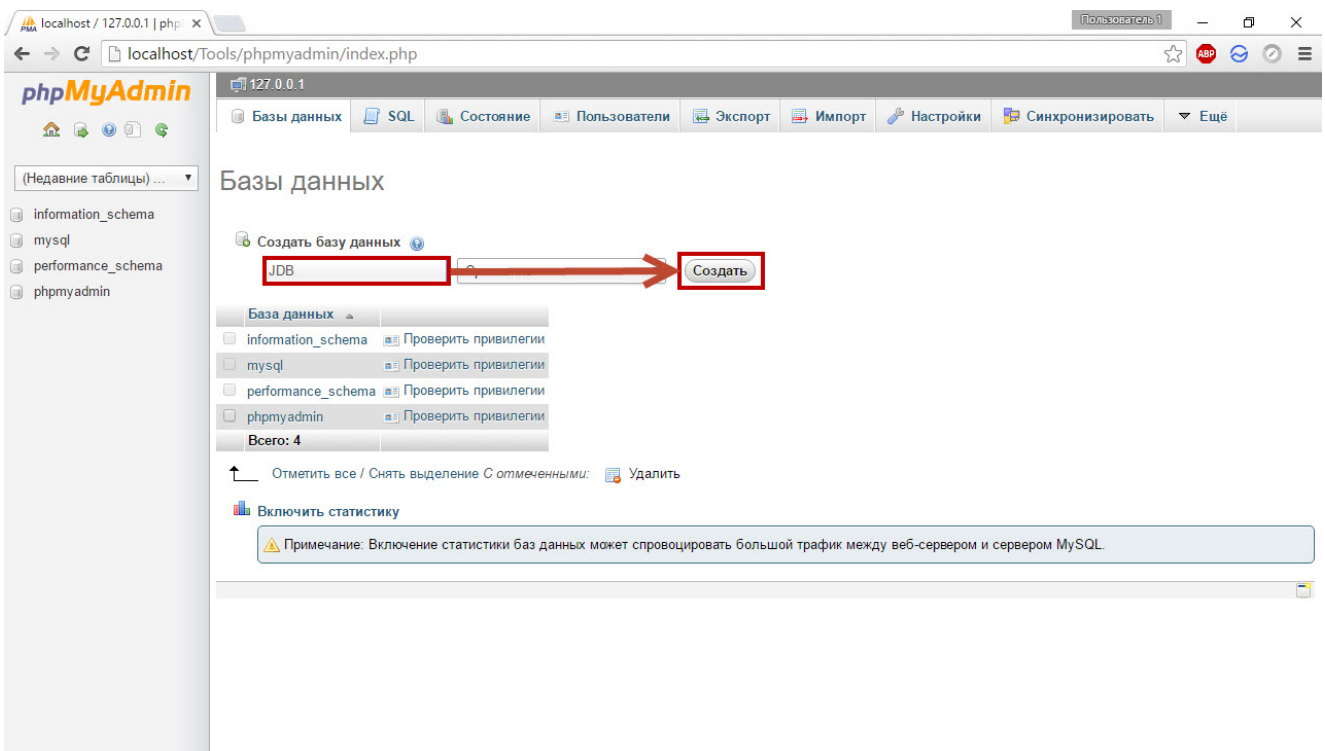 localhost / 127.0.0.1 | php
Пользователь 1
localhost/Tools/phpmyadmin/index.php
ABP
phpMyAdmin
(Недавние таблицы) ...
information_schema
mysql
performance_schema
phpmyadmin
127.0.0.1
Базы данных SQL Состояние Пользователи Экспорт Импорт Настройки Синхронизировать Ещё
Базы данных
Создать базу данных
JDB Создать
База данных
information_schema Проверить привилегии
mysql Проверить привилегии
performance_schema Проверить привилегии
phpmyadmin Проверить привилегии
Всего: 4
Отметить все / Снять выделение С отмеченными: Удалить
Включить статистику
Примечание: Включение статистики баз данных может спровоцировать большой трафик между веб-сервером и сервером MySQL.